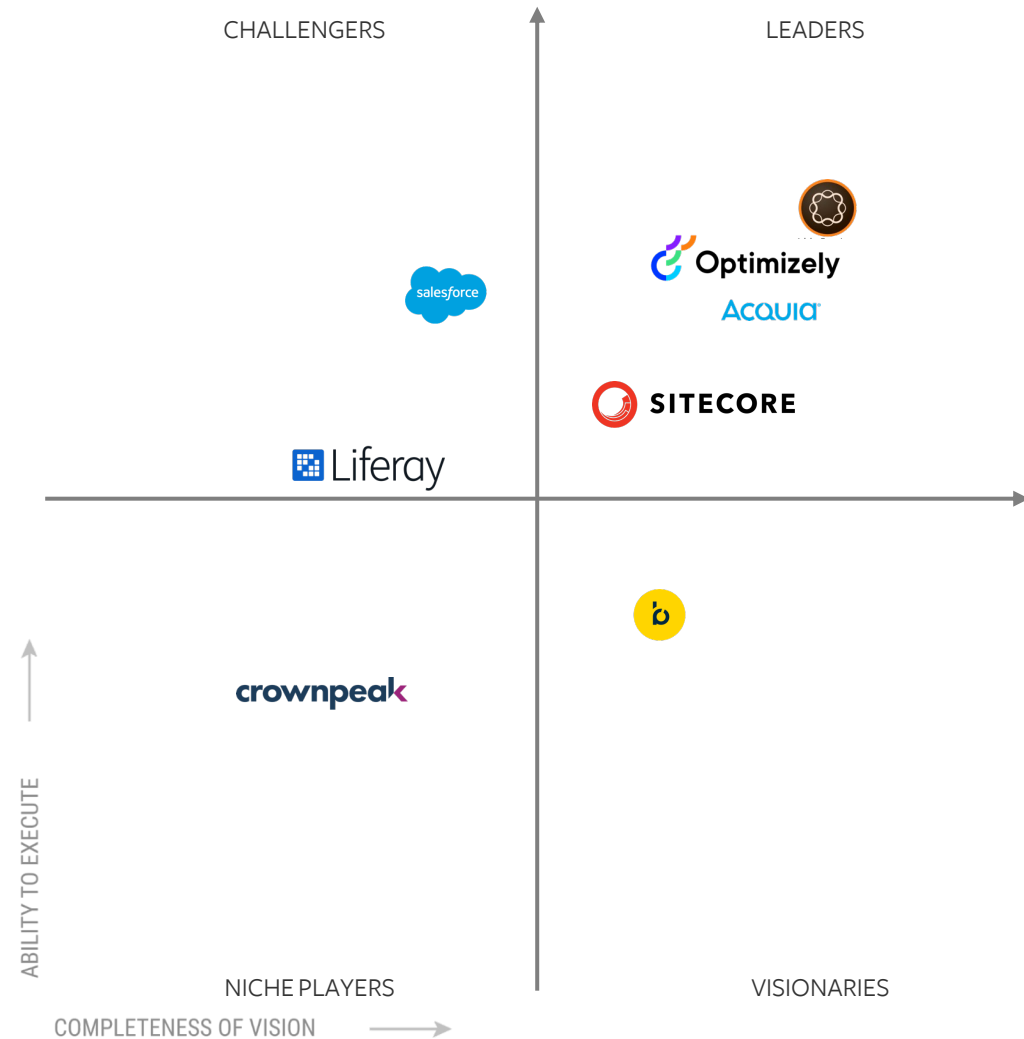 CHALLENGERS
LEADERS
Optimizely
salesforce
Acquia
SITECORE
Liferay
b
crownpeak
ABILITY TO EXECUTE
NICHE PLAYERS
VISIONARIES
COMPLETENESS OF VISION